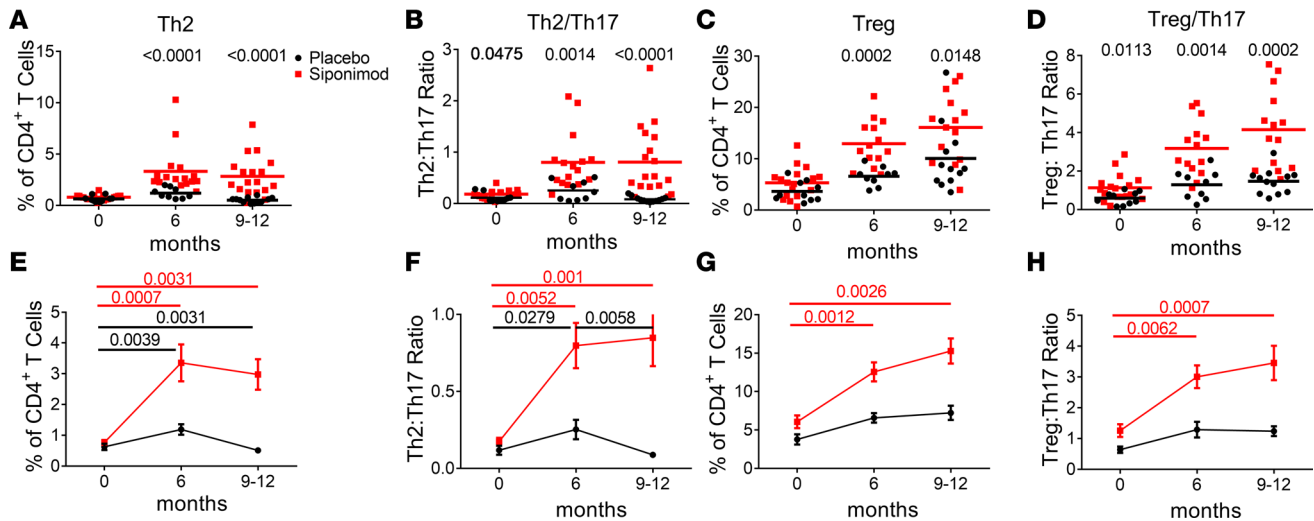 A
Th2
% of CD4+ T Cells
15
10
5
0
<0.0001
<0.0001
Placebo
Siponimod
0
6
9-12
months
B
Th2/Th17
Th2:Th17 Ratio
3
2
1
0
0.0475
0.0014
<0.0001
0
6
9-12
months
C
Treg
% of CD4+ T Cells
30
20
10
0
0.0002
0.0148
0
6
9-12
months
D
Treg/Th17
Treg: Th17 Ratio
8
6
4
2
0
0.0113
0.0014
0.0002
0
6
9-12
months
E
% of CD4+ T Cells
5
4
3
2
1
0
0.0031
0.0007
0.0031
0.0039
0
6
9-12
months
F
Th2:Th17 Ratio
1.0
0.5
0.0
0.001
0.0052
0.0279
0.0058
0
6
9-12
months
G
% of CD4+ T Cells
20
15
10
5
0
0.0026
0.0012
0
6
9-12
months
H
Treg:Th17 Ratio
5
4
3
2
1
0
0.0007
0.0062
0
6
9-12
months